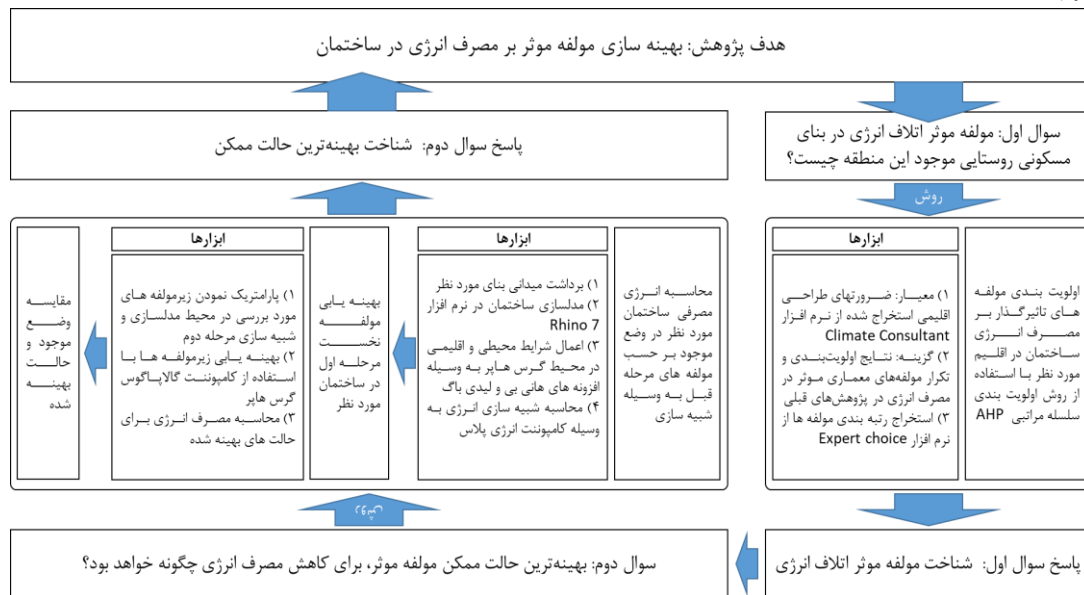 هدف پژوهش: بهینه سازی مولفه موثر بر مصرف انرژی در ساختمان
سوال اول: مولفه موثر اتلاف انرژی در بنای
مسکونی روستایی موجود این منطقه چیست؟
روش
اولویت بندی مولفه
های تاثیرگذار بر
مصرف انرژی
ساختمان در اقلیم
مورد نظر با استفاده
از روش اولویت بندی
سلسله مراتبی AHP
ابزارها
۱) معیار: ضرورتهای طراحی
اقلیمی استخراج شده از نرم افزار
Climate Consultant
۲) گزینه: نتایج اولویت‌بندی و
تکرار مولفه‌های معماری موثر در
مصرف انرژی در پژوهش‌های قبلی
۳) استخراج رتبه بندی مولفه ها از
نرم افزار Expert choice
پاسخ سوال اول: شناخت مولفه موثر اتلاف انرژی
سوال دوم: بهینه‌ترین حالت ممکن مولفه موثر، برای کاهش مصرف انرژی چگونه خواهد بود؟
روش
محاسبه انرژی
مصرفی ساختمان
مورد نظر در وضع
موجود بر حسب
مولفه های مرحله
قبل به وسیله
شبیه سازی
ابزارها
۱) برداشت میدانی بنای مورد نظر
۲) مدلسازی ساختمان در نرم افزار
Rhino 7
۳) اعمال شرایط محیطی و اقلیمی
در محیط گرس هاپر به وسیله
افزونه های هانی بی و لیدی باگ
۴) محاسبه شبیه سازی انرژی به
وسیله کامپوننت انرژی پلاس
بهینه یابی
مولفه
نخست
مرحله اول
در ساختمان
مورد نظر
ابزارها
۱) پارامتریک نمودن زیرمولفه های
مورد بررسی در محیط مدلسازی و
شبیه سازی مرحله دوم
۲) بهینه یابی زیرمولفه ها با
استفاده از کامپوننت گالاپاگوس
گرس هاپر
۳) محاسبه مصرف انرژی برای
حالت های بهینه شده
مقایسه
وضع
موجود و
حالت
بهینه
شده
پاسخ سوال دوم: شناخت بهینه‌ترین حالت ممکن